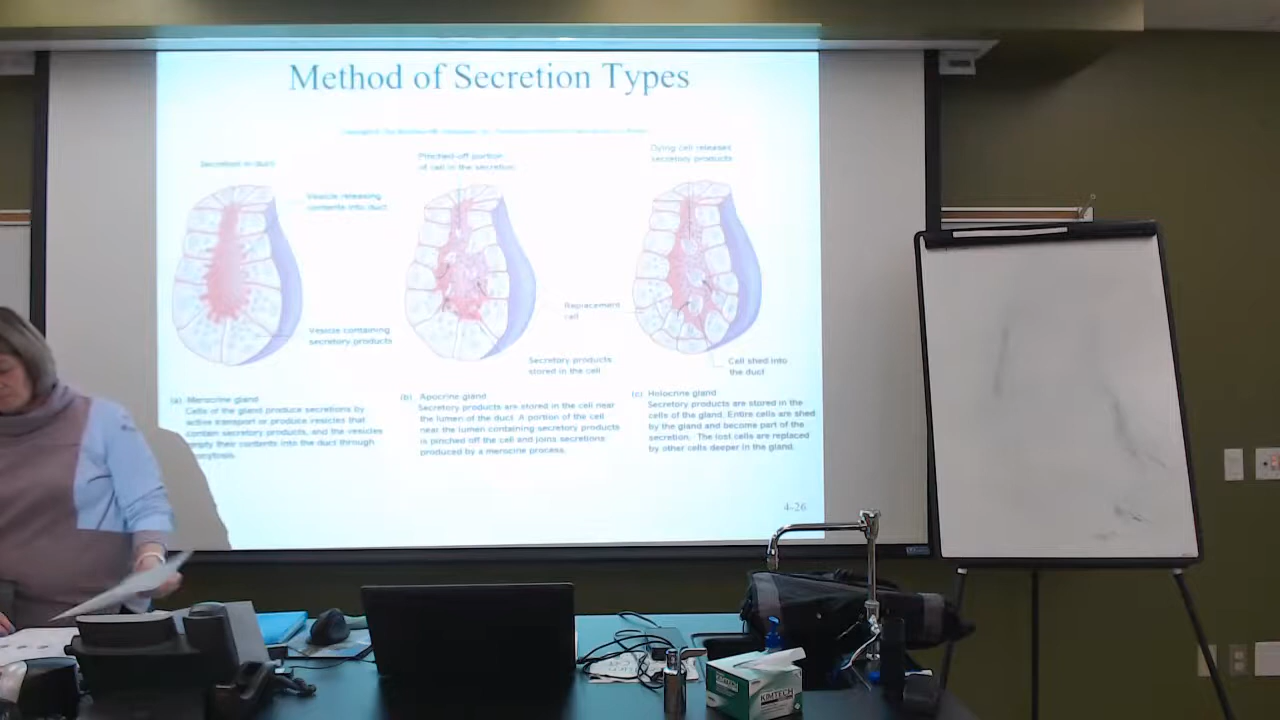 Method of Secretion Types
Secretion in duct
Vesicle releasing
contents into duct
Vesicle containing
secretory products
Pinched-off portion
of cell in the secretion
Secretory products
stored in the cell
Dying cell releases
secretory products
Replacement
cell
Cell shed into
the duct
(a) Merocrine gland
Cells of the gland produce secretions by
active transport or produce vesicles that
contain secretory products, and the vesicles
empty their contents into the duct through
(b) Apocrine gland
Secretory products are stored in the cell near
the lumen of the duct. A portion of the cell
near the lumen containing secretory products
is pinched off the cell and joins secretions
produced by a merocrine process.
(c) Holocrine gland
Secretory products are stored in the
cells of the gland. Entire cells are shed
by the gland and become part of the
secretion. The lost cells are replaced
by other cells deeper in the gland.
4-26
KIMTECH